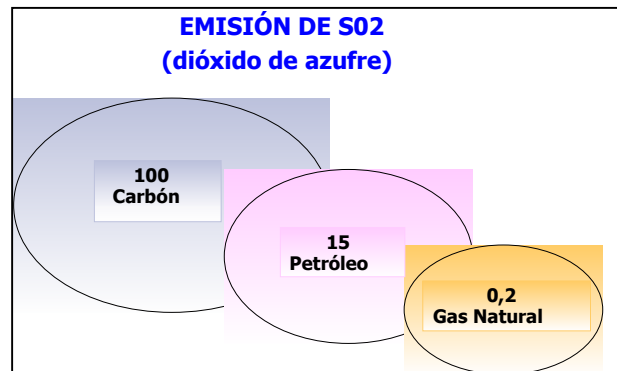 EMISIÓN DE S02
(dióxido de azufre)
100
Carbón
15
Petróleo
0,2
Gas Natural